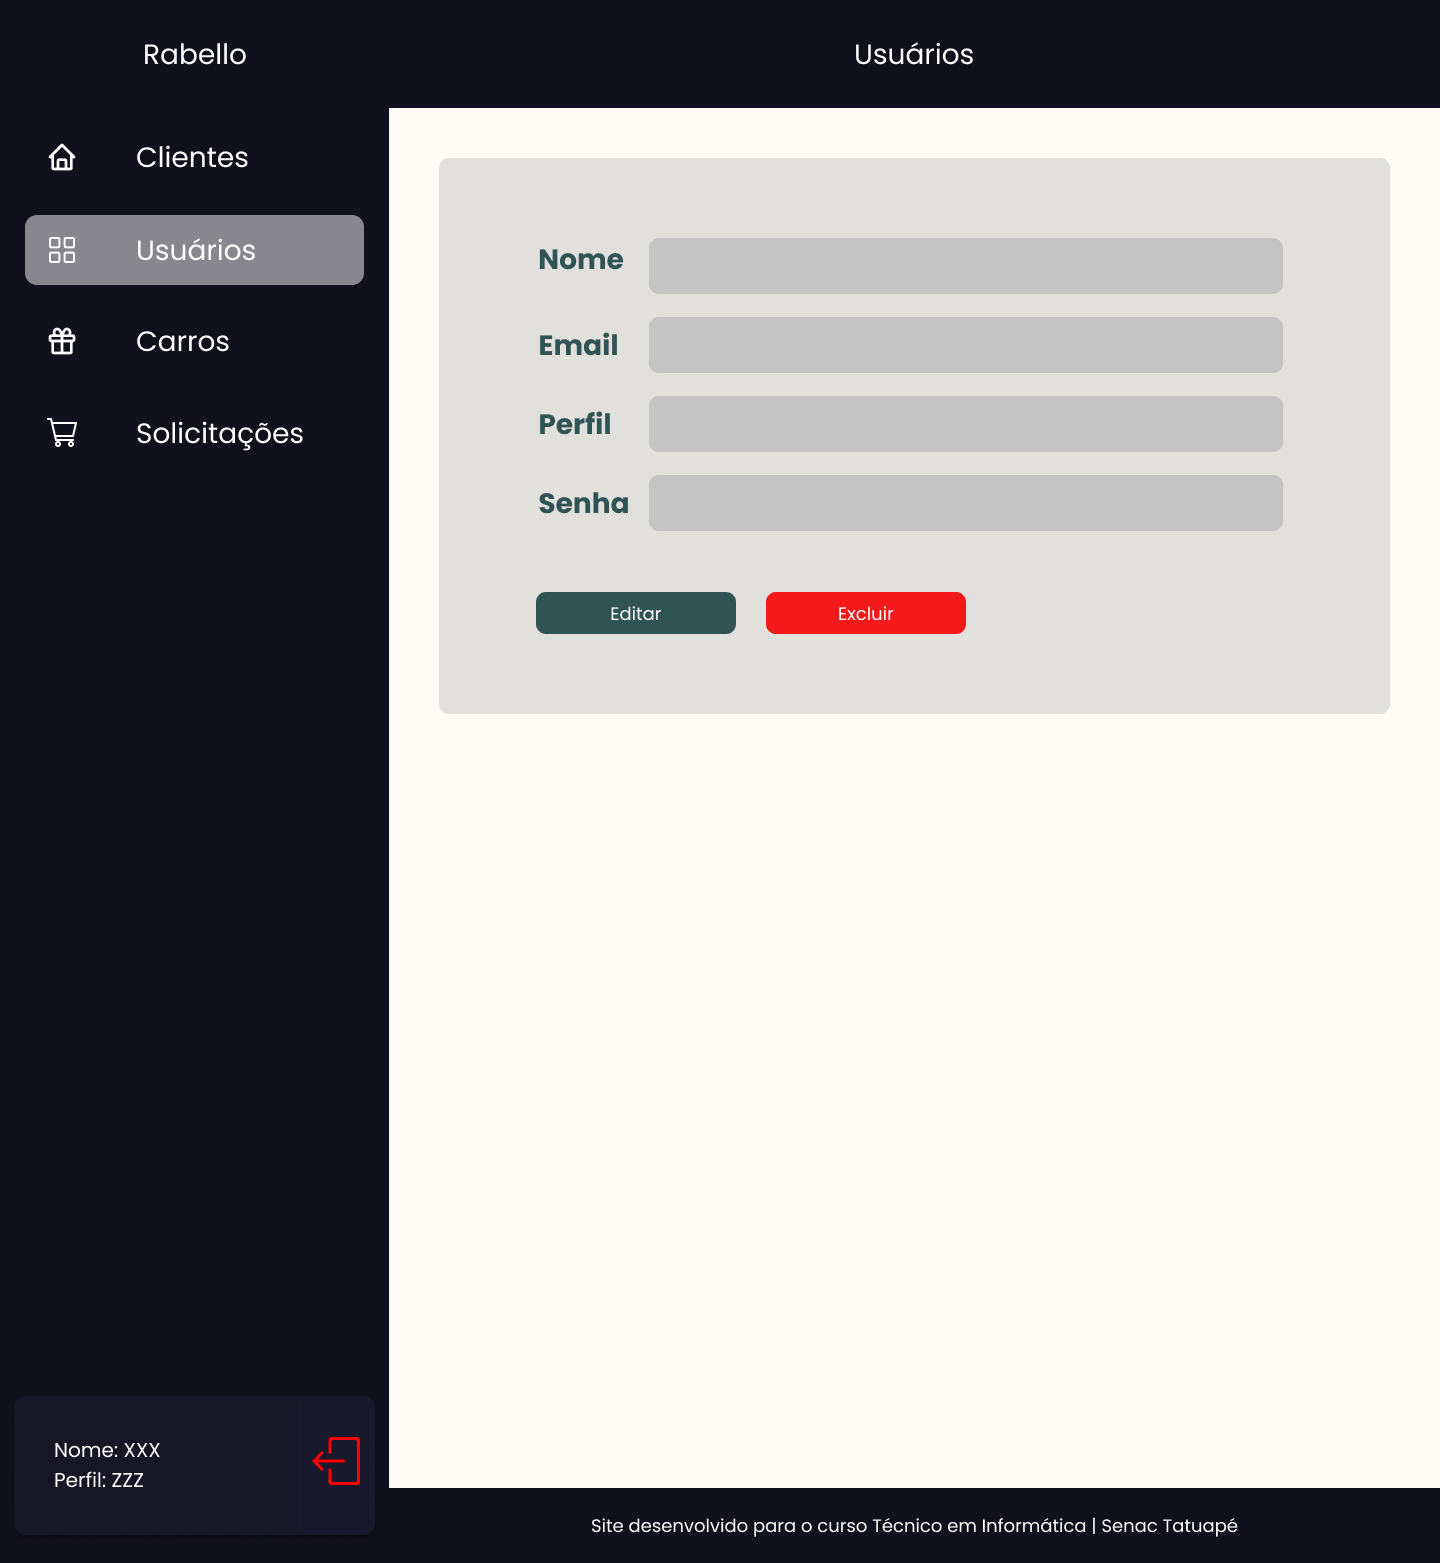 Rabello
Usuários
Clientes
Usuários
Carros
Solicitações
Nome
Email
Perfil
Senha
Editar
Excluir
Nome: XXX
Perfil: ZZZ
Site desenvolvido para o curso Técnico em Informática | Senac Tatuapé